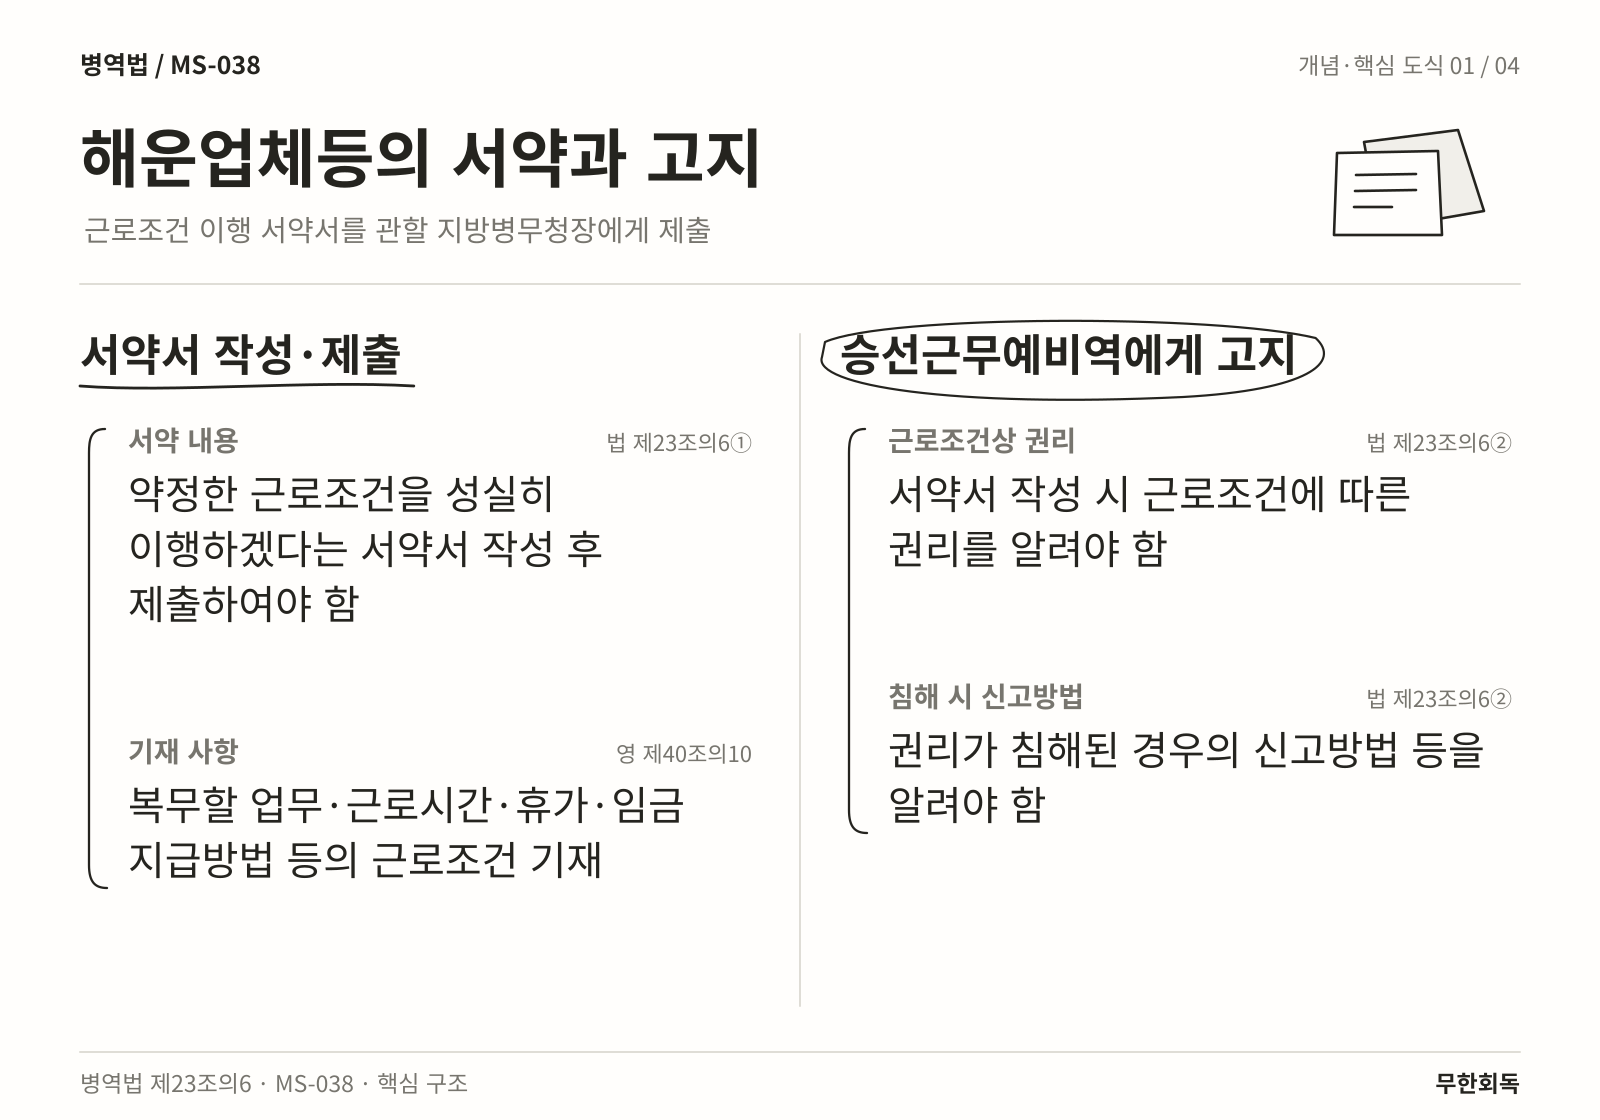 병역법 / MS-038
개념·핵심 도식 01 / 04
해운업체등의 서약과 고지
근로조건 이행 서약서를 관할 지방병무청장에게 제출
서약서 작성·제출
서약 내용
법 제23조의6①
약정한 근로조건을 성실히
이행하겠다는 서약서 작성 후
제출하여야 함
기재 사항
영 제40조의10
복무할 업무·근로시간·휴가·임금
지급방법 등의 근로조건 기재
승선근무예비역에게 고지
근로조건상 권리
법 제23조의6②
서약서 작성 시 근로조건에 따른
권리를 알려야 함
침해 시 신고방법
법 제23조의6②
권리가 침해된 경우의 신고방법 등을
알려야 함
병역법 제23조의6 · MS-038 · 핵심 구조
무한회독